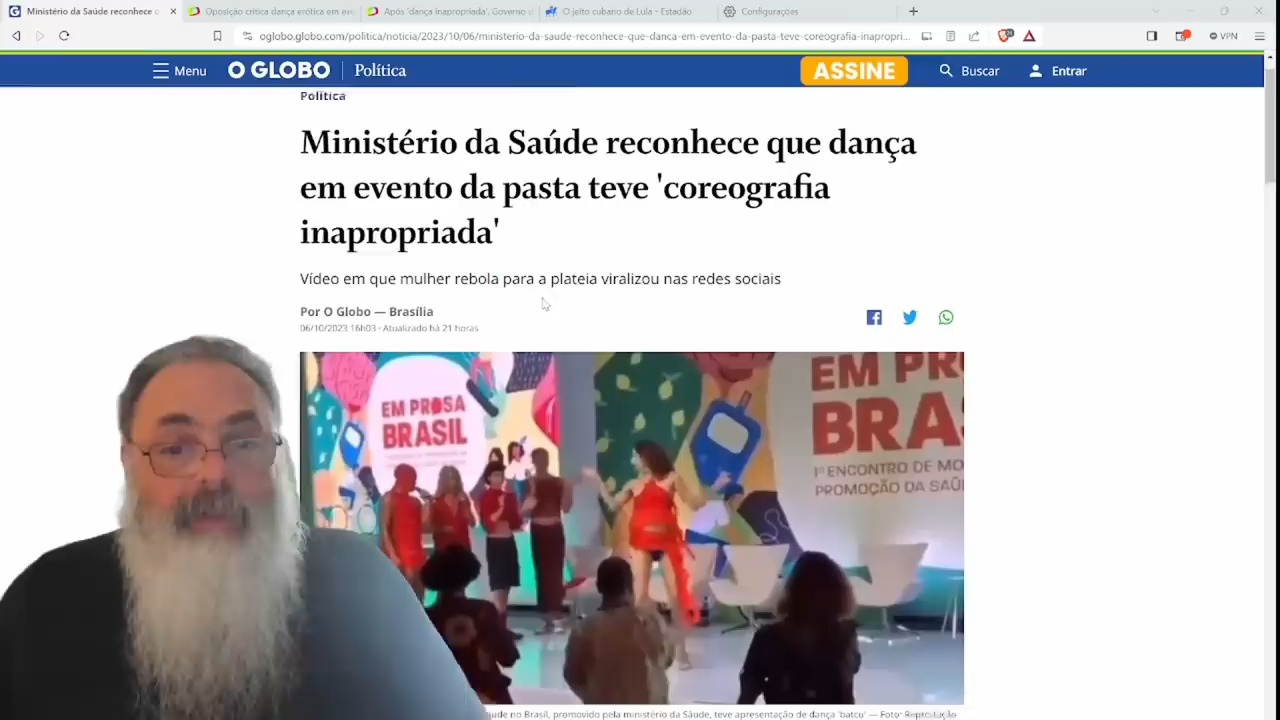 Ministério da Saúde reconhece
Oposição critica dança erótica em ev
Após 'dança inapropriada', Governo
O jeito cubano de Lula - Estadão
Configurações
oglobo.globo.com/politica/noticia/2023/10/06/ministerio-da-saude-reconhece-que-danca-em-evento-da-pasta-teve-coreografia-inapropri...
VPN
Menu
O GLOBO
Política
ASSINE
Buscar
Entrar
Política
Ministério da Saúde reconhece que dança
em evento da pasta teve 'coreografia
inapropriada'
Vídeo em que mulher rebola para a plateia viralizou nas redes sociais
Por O Globo — Brasília
06/10/2023 16h03 · Atualizado há 21 horas
EM PROSA
BRASIL
EM PR
BRAS
1º ENCONTRO DE MO
PROMOÇÃO DA SAÚ
úde no Brasil, promovido pela ministério da Sáude, teve apresentação de dança 'batcu' — Foto: Reprodução